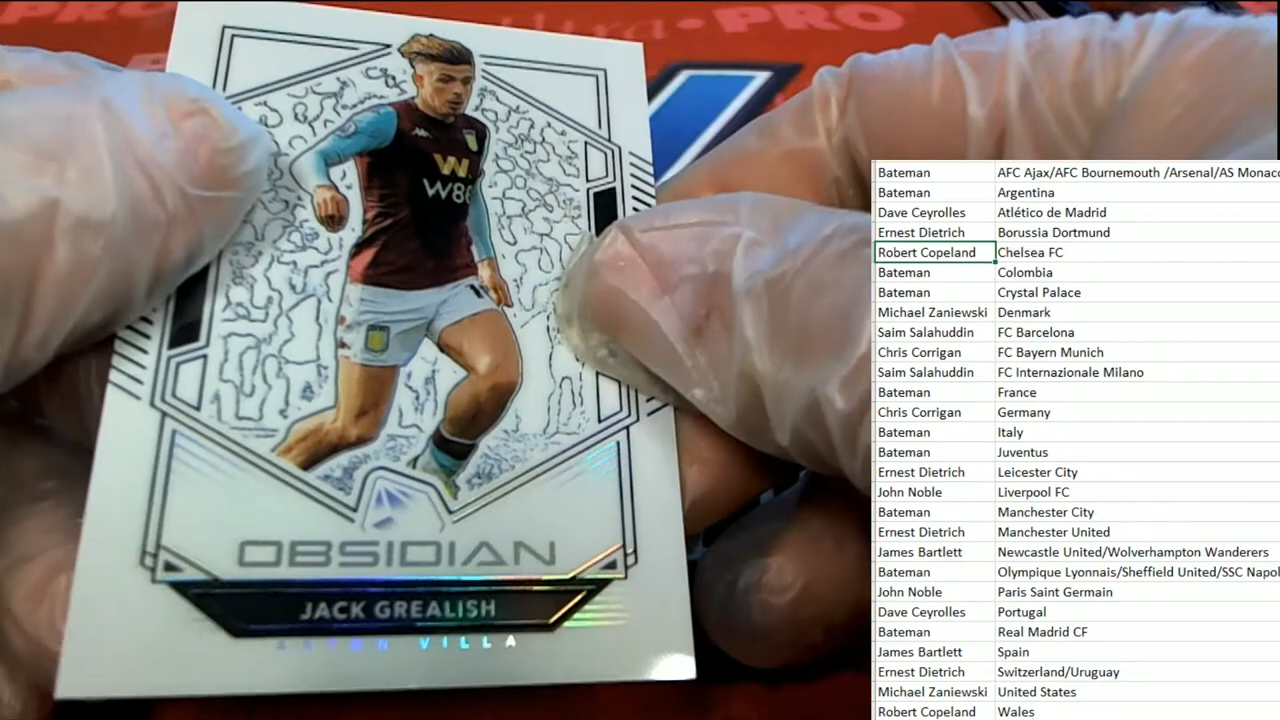 PRO
W
W88
OBSIDIAN
JACK GREALISH
VILLA
Bateman AFC Ajax/AFC Bournemouth /Arsenal/AS Monaco
Bateman Argentina
Dave Ceyrolles Atlético de Madrid
Ernest Dietrich Borussia Dortmund
Robert Copeland Chelsea FC
Bateman Colombia
Bateman Crystal Palace
Michael Zaniewski Denmark
Saim Salahuddin FC Barcelona
Chris Corrigan FC Bayern Munich
Saim Salahuddin FC Internazionale Milano
Bateman France
Chris Corrigan Germany
Bateman Italy
Bateman Juventus
Ernest Dietrich Leicester City
John Noble Liverpool FC
Bateman Manchester City
Ernest Dietrich Manchester United
James Bartlett Newcastle United/Wolverhampton Wanderers
Bateman Olympique Lyonnais/Sheffield United/SSC Napol
John Noble Paris Saint Germain
Dave Ceyrolles Portugal
Bateman Real Madrid CF
James Bartlett Spain
Ernest Dietrich Switzerland/Uruguay
Michael Zaniewski United States
Robert Copeland Wales